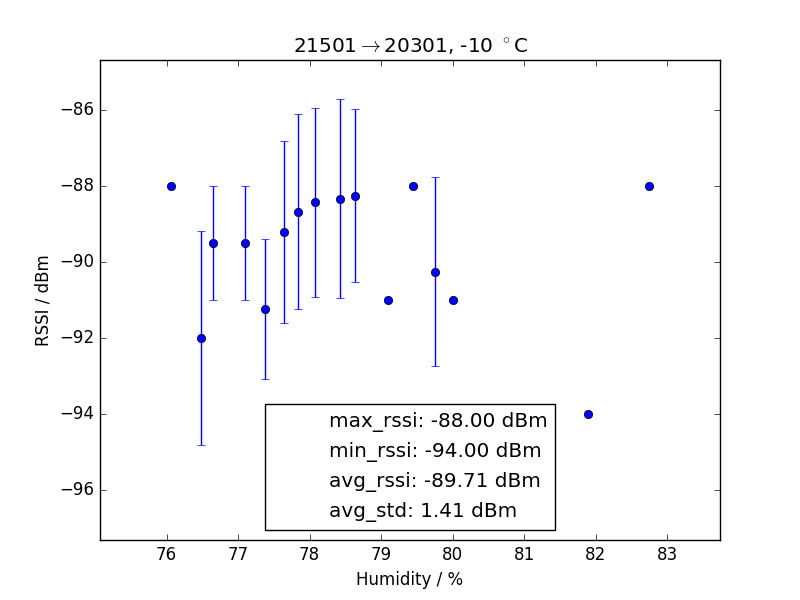 21501→20301, -10 °C
−86
−88
−90
−92
−94
−96
RSSI / dBm
max_rssi: -88.00 dBm
min_rssi: -94.00 dBm
avg_rssi: -89.71 dBm
avg_std: 1.41 dBm
76 77 78 79 80 81 82 83
Humidity / %